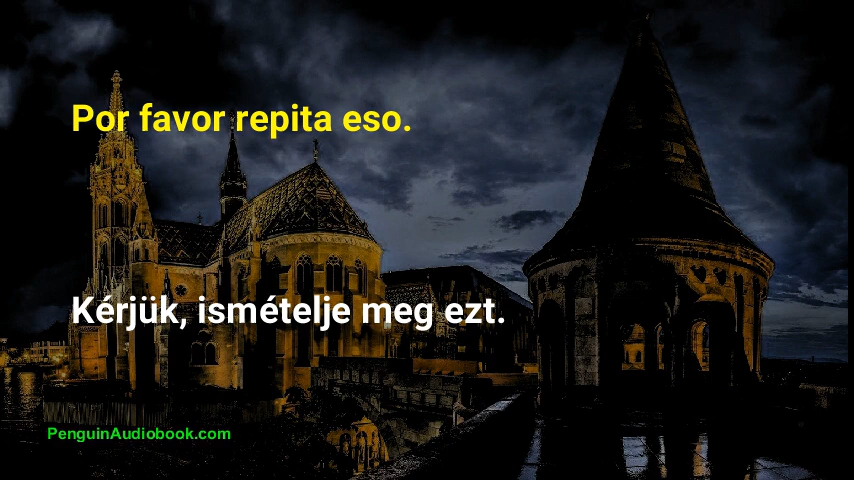 Por favor repita eso.
Kérjük, ismételje meg ezt.
PenguinAudiobook.com